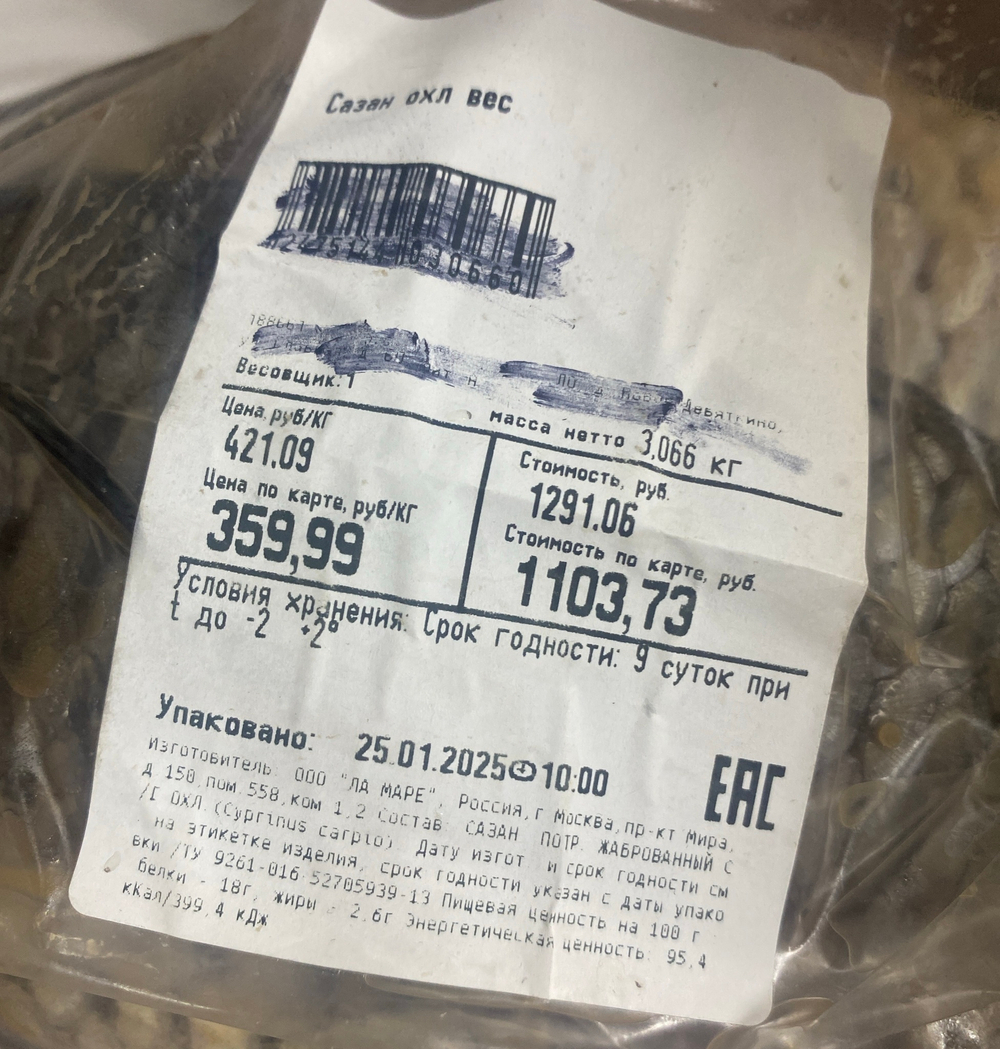 Сазан охл вес
030660
Девяткино,
Весовщик: 1
масса нетто 3,066 кг
Цена, руб/КГ
421.09
Цена по карте, руб/КГ
359,99
Стоимость, руб.
1291.06
Стоимость по карте, руб.
1103,73
Условия хранения: Срок годности: 9 суток при
t до -2 +2°
Упаковано: 25.01.2025 10:00
EAC
Изготовитель: ООО "ЛА МАРЕ", Россия, г Москва, пр-кт Мира,
д 150, пом 558, ком 1,2 Состав: САЗАН ПОТР. ЖАБРОВАННЫЙ С
/Г ОХЛ.(Cyprinus carpio) Дату изгот. и срок годности см
на этикетке изделия, срок годности указан с даты упако
вки /ТУ 9261-016-52705939-13 Пищевая ценность на 100 г
белки - 18г, жиры - 2.6г Энергетическая ценность: 95,4
кКал/399,4 кДж